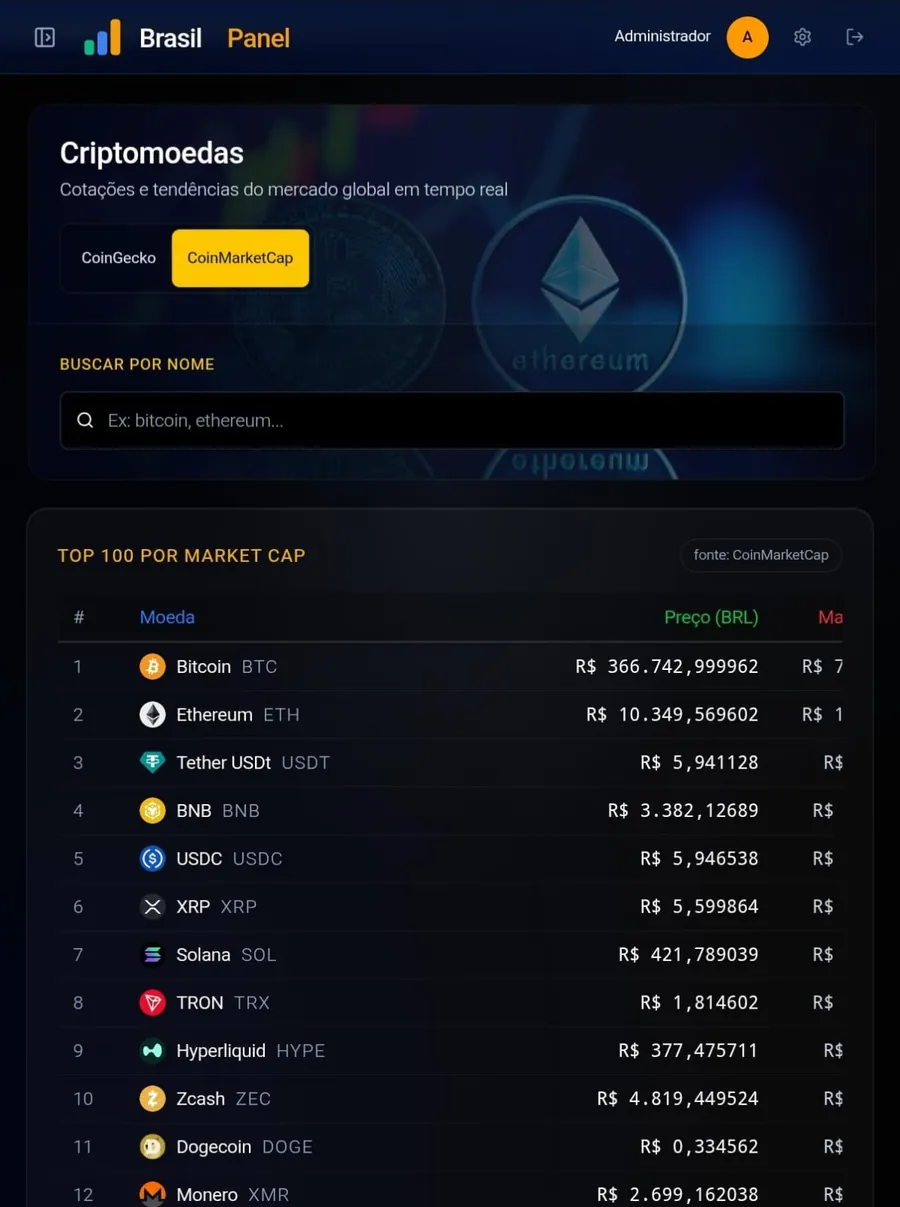 Brasil Panel Administrador A
Criptomoedas
Cotações e tendências do mercado global em tempo real
CoinGecko CoinMarketCap
ethereum
BUSCAR POR NOME
Ex: bitcoin, ethereum...
ethereum
TOP 100 POR MARKET CAP fonte: CoinMarketCap
# Moeda Preço (BRL) Ma
1 Bitcoin BTC R$ 366.742,999962 R$ 7
2 Ethereum ETH R$ 10.349,569602 R$ 1
3 Tether USDt USDT R$ 5,941128 R$
4 BNB BNB R$ 3.382,12689 R$
5 USDC USDC R$ 5,946538 R$
6 XRP XRP R$ 5,599864 R$
7 Solana SOL R$ 421,789039 R$
8 TRON TRX R$ 1,814602 R$
9 Hyperliquid HYPE R$ 377,475711 R$
10 Zcash ZEC R$ 4.819,449524 R$
11 Dogecoin DOGE R$ 0,334562 R$
12 Monero XMR R$ 2.699,162038 R$